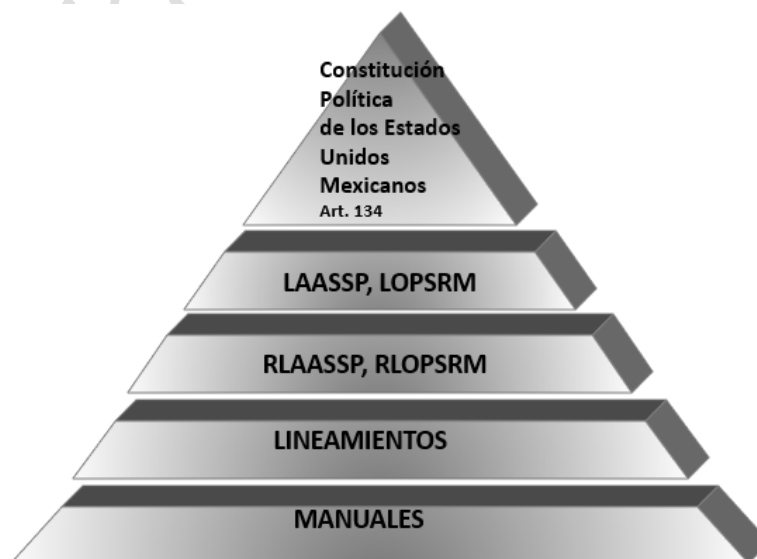 Constitución
Política
de los Estados
Unidos
Mexicanos
Art. 134
LAASSP, LOPSRM
RLAASSP, RLOPSRM
LINEAMIENTOS
MANUALES